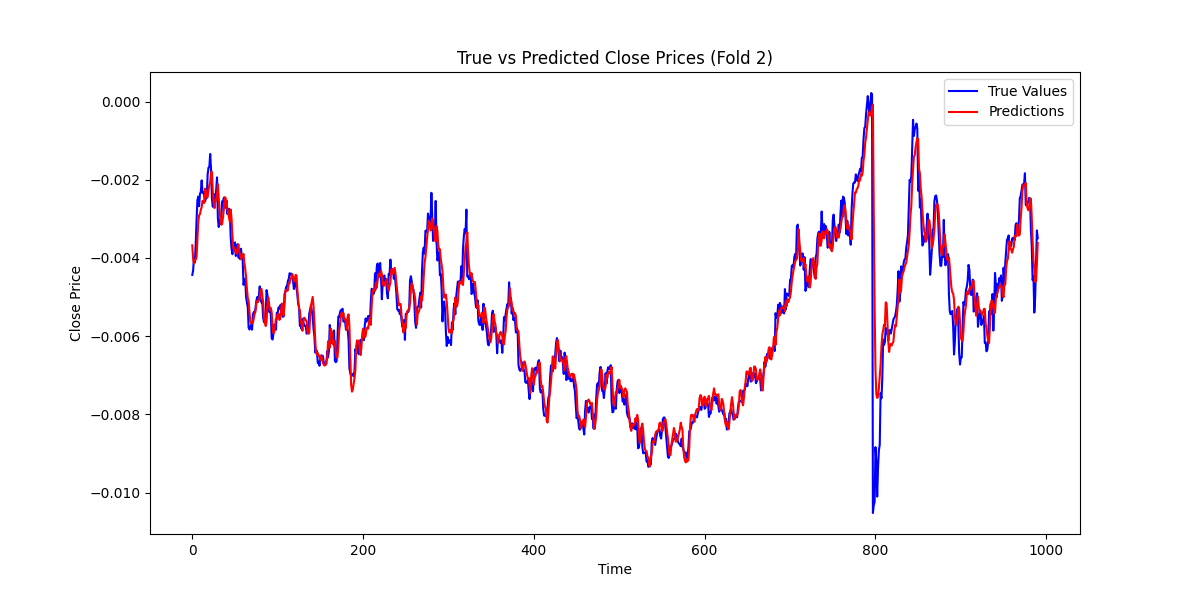 True vs Predicted Close Prices (Fold 2)
True Values
Predictions
0.000
−0.002
−0.004
−0.006
−0.008
−0.010
Close Price
0
200
400
600
800
1000
Time